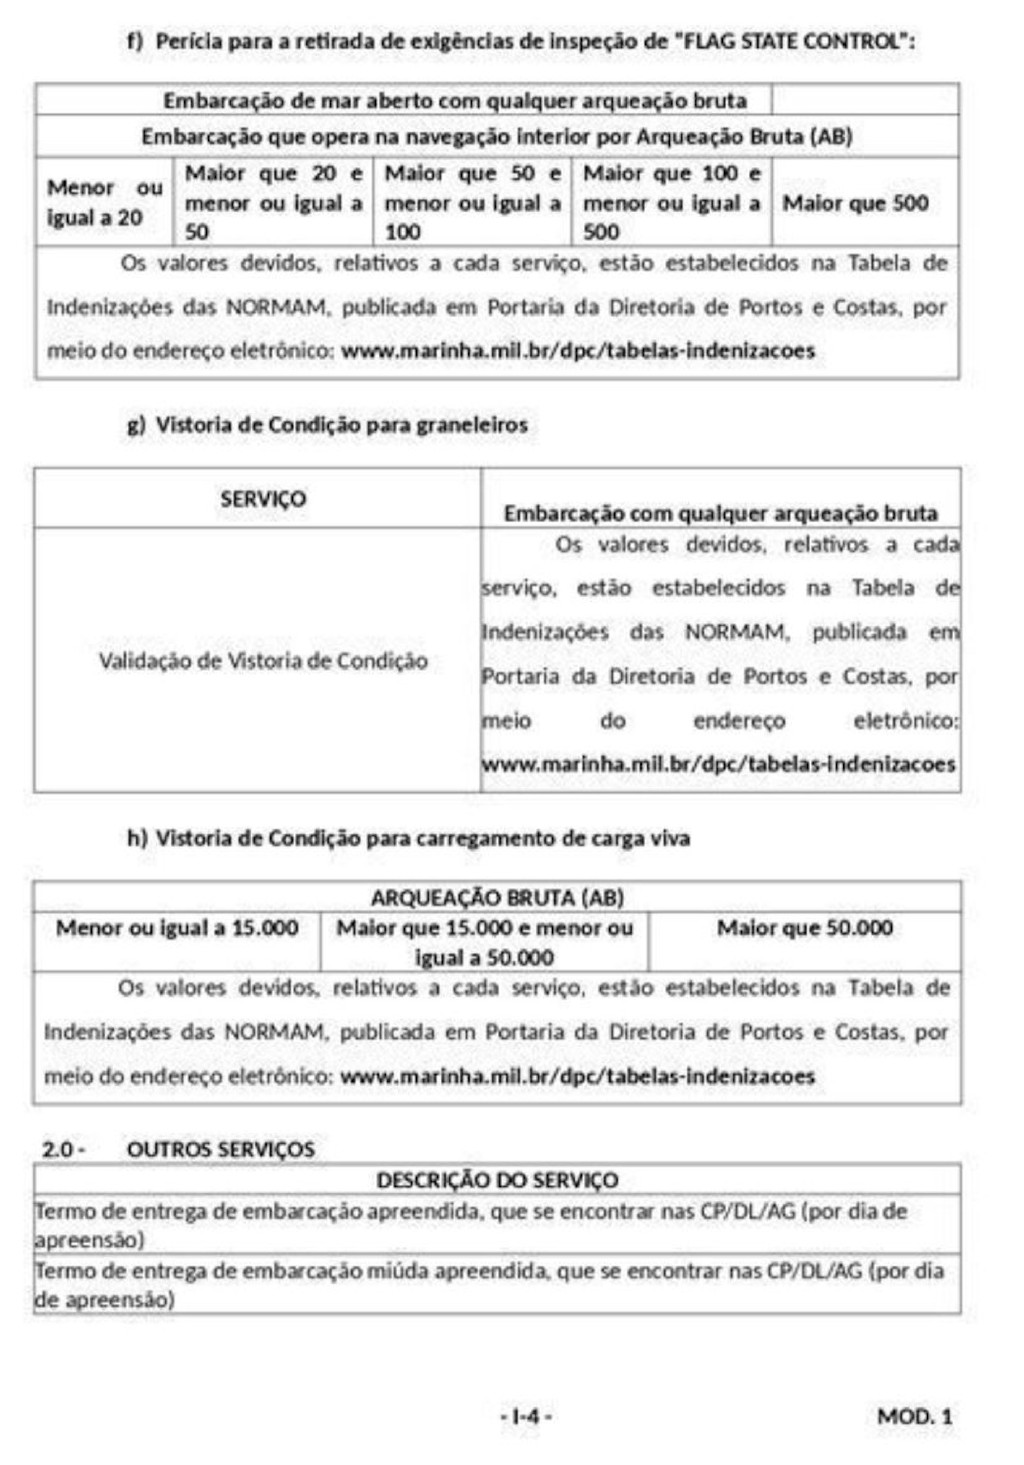 f) Perícia para a retirada de exigências de inspeção de "FLAG STATE CONTROL":
Embarcação de mar aberto com qualquer arqueação bruta
Embarcação que opera na navegação interior por Arqueação Bruta (AB)
Menor ou
igual a 20
Maior que 20 e
menor ou igual a
50
Maior que 50 e
menor ou igual a
100
Maior que 100 e
menor ou igual a
500
Maior que 500
Os valores devidos, relativos a cada serviço, estão estabelecidos na Tabela de
Indenizações das NORMAM, publicada em Portaria da Diretoria de Portos e Costas, por
meio do endereço eletrônico: www.marinha.mil.br/dpc/tabelas-indenizacoes
g) Vistoria de Condição para graneleiros
SERVIÇO
Embarcação com qualquer arqueação bruta
Validação de Vistoria de Condição
Os valores devidos, relativos a cada
serviço, estão estabelecidos na Tabela de
Indenizações das NORMAM, publicada em
Portaria da Diretoria de Portos e Costas, por
meio do endereço eletrônico:
www.marinha.mil.br/dpc/tabelas-indenizacoes
h) Vistoria de Condição para carregamento de carga viva
ARQUEAÇÃO BRUTA (AB)
Menor ou igual a 15.000
Maior que 15.000 e menor ou
igual a 50.000
Maior que 50.000
Os valores devidos, relativos a cada serviço, estão estabelecidos na Tabela de
Indenizações das NORMAM, publicada em Portaria da Diretoria de Portos e Costas, por
meio do endereço eletrônico: www.marinha.mil.br/dpc/tabelas-indenizacoes
2.0 - OUTROS SERVIÇOS
DESCRIÇÃO DO SERVIÇO
Termo de entrega de embarcação apreendida, que se encontrar nas CP/DL/AG (por dia de
apreensão)
Termo de entrega de embarcação miúda apreendida, que se encontrar nas CP/DL/AG (por dia
de apreensão)
- I-4 -
MOD. 1